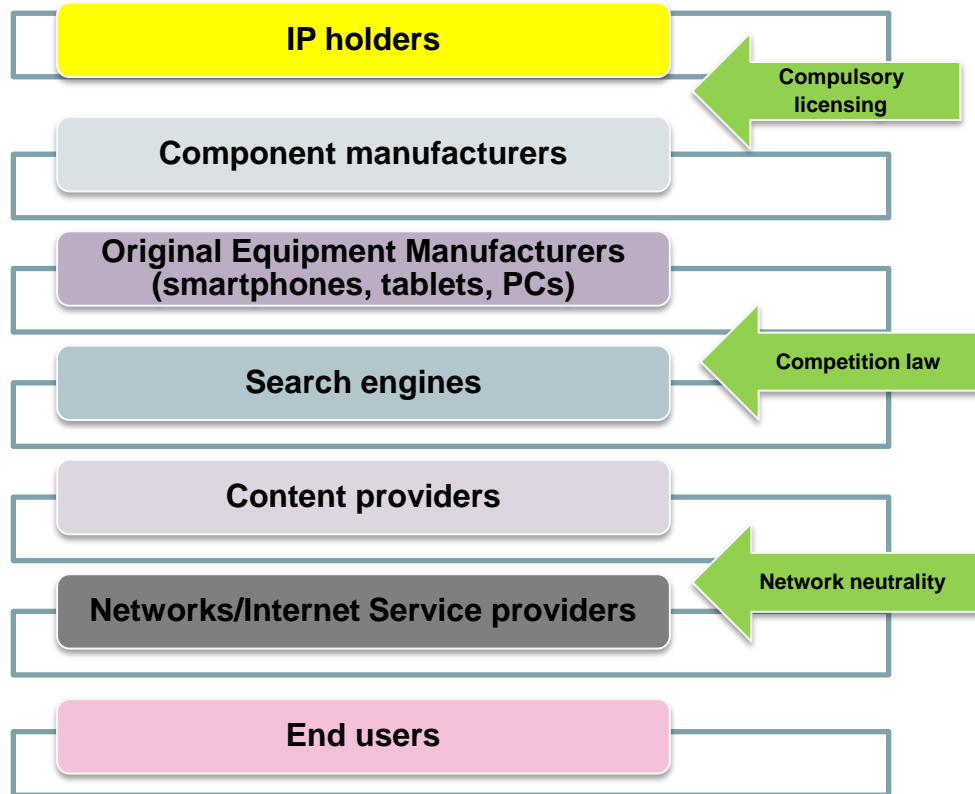 IP holders
Compulsory
licensing
Component manufacturers
Original Equipment Manufacturers
(smartphones, tablets, PCs)
Competition law
Search engines
Content providers
Network neutrality
Networks/Internet Service providers
End users